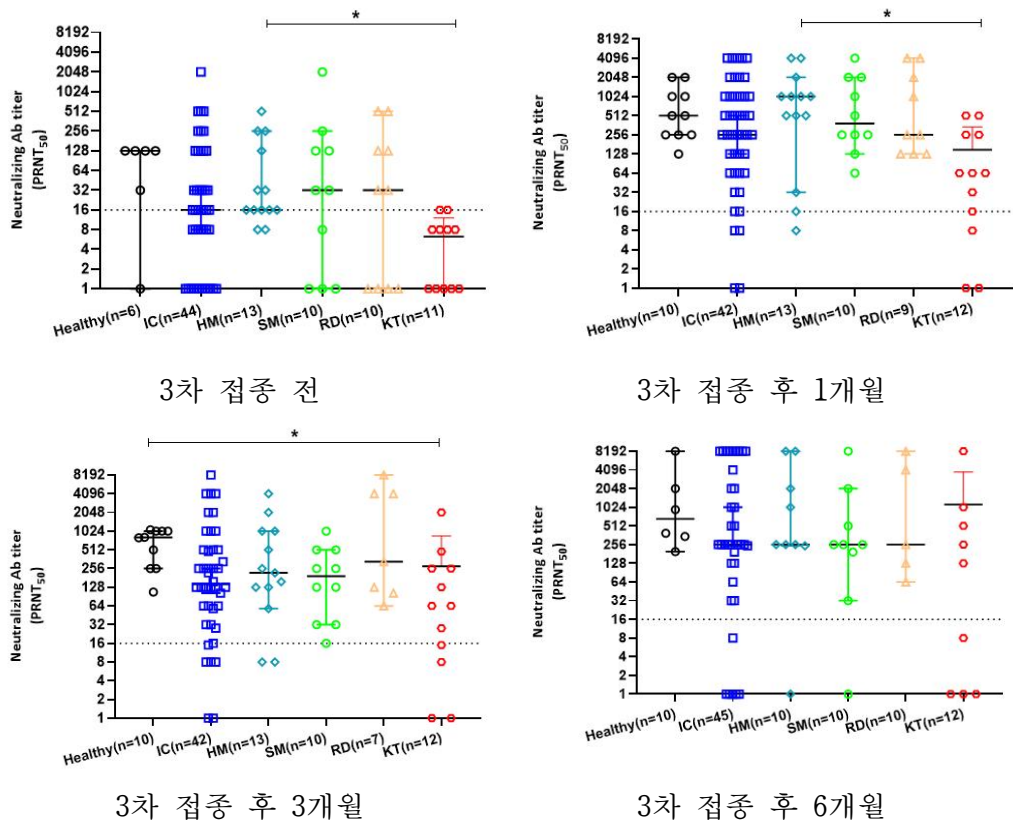 *
8192
4096
2048
1024
512
256
128
64
32
16
8
4
2
1
Neutralizing Ab titer
(PRNT50)
Healthy(n=6)
IC(n=44)
HM(n=13)
SM(n=10)
RD(n=10)
KT(n=11)
3차 접종 전
*
8192
4096
2048
1024
512
256
128
64
32
16
8
4
2
1
Neutralizing Ab titer
(PRNT50)
Healthy(n=10)
IC(n=42)
HM(n=13)
SM(n=10)
RD(n=9)
KT(n=12)
3차 접종 후 1개월
*
8192
4096
2048
1024
512
256
128
64
32
16
8
4
2
1
Neutralizing Ab titer
(PRNT50)
Healthy(n=10)
IC(n=42)
HM(n=13)
SM(n=10)
RD(n=7)
KT(n=12)
3차 접종 후 3개월
8192
4096
2048
1024
512
256
128
64
32
16
8
4
2
1
Neutralizing Ab titer
(PRNT50)
Healthy(n=10)
IC(n=45)
HM(n=10)
SM(n=10)
RD(n=10)
KT(n=12)
3차 접종 후 6개월